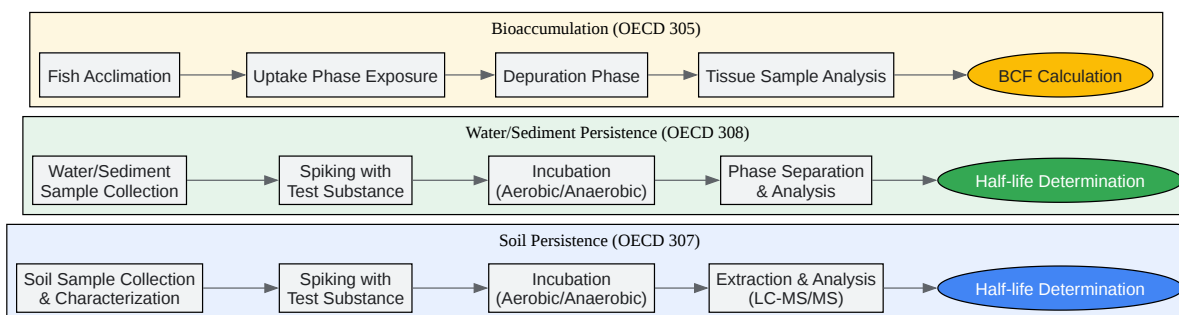 Bioaccumulation (OECD 305)
Fish Acclimation
Uptake Phase Exposure
Depuration Phase
Tissue Sample Analysis
BCF Calculation
Water/Sediment Persistence (OECD 308)
Water/Sediment
Sample Collection
Spiking with
Test Substance
Incubation
(Aerobic/Anaerobic)
Phase Separation
& Analysis
Half-life Determination
Soil Persistence (OECD 307)
Soil Sample Collection
& Characterization
Spiking with
Test Substance
Incubation
(Aerobic/Anaerobic)
Extraction & Analysis
(LC-MS/MS)
Half-life Determination